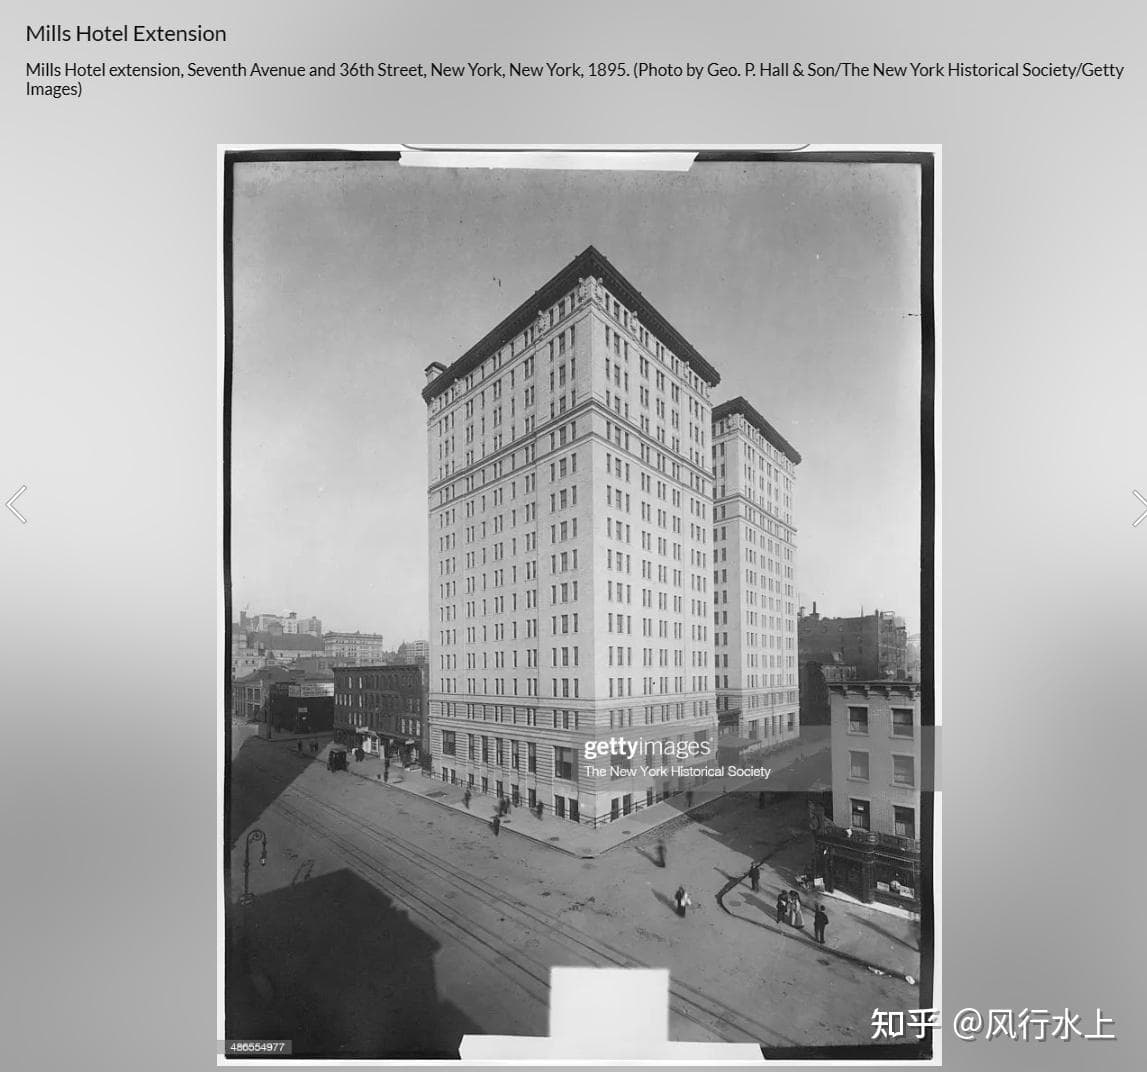 Mills Hotel Extension
Mills Hotel extension, Seventh Avenue and 36th Street, New York, New York, 1895. (Photo by Geo. P. Hall & Son/The New York Historical Society/Getty
Images)
gettyimages
The New York Historical Society
486554977
知乎 @风行水上